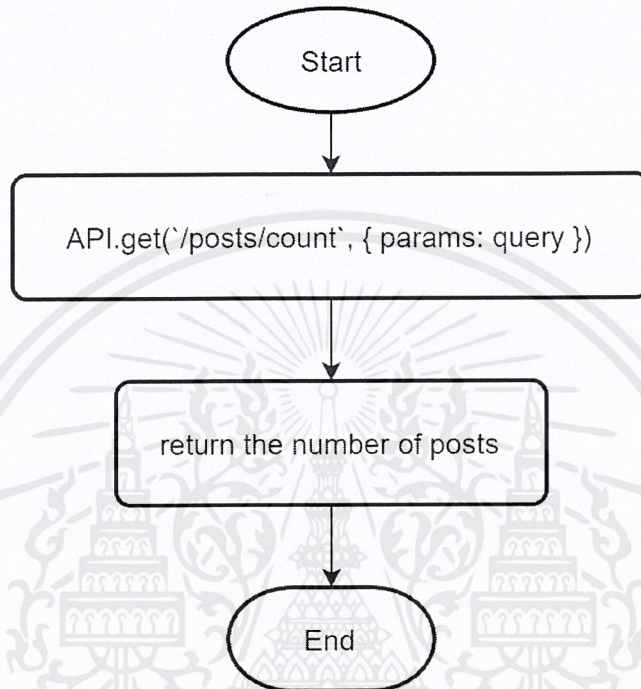 Start
API.get(`/posts/count`, { params: query })
return the number of posts
End